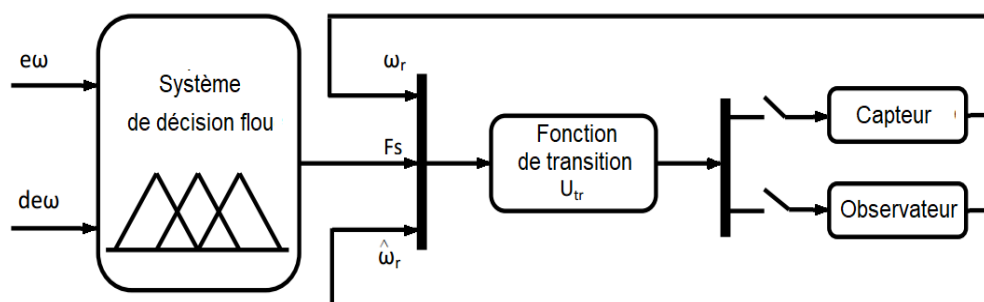 eω
deω
Système
de décision flou
ωr
Fs
ω̂r
Fonction
de transition
Utr
Capteur
Observateur